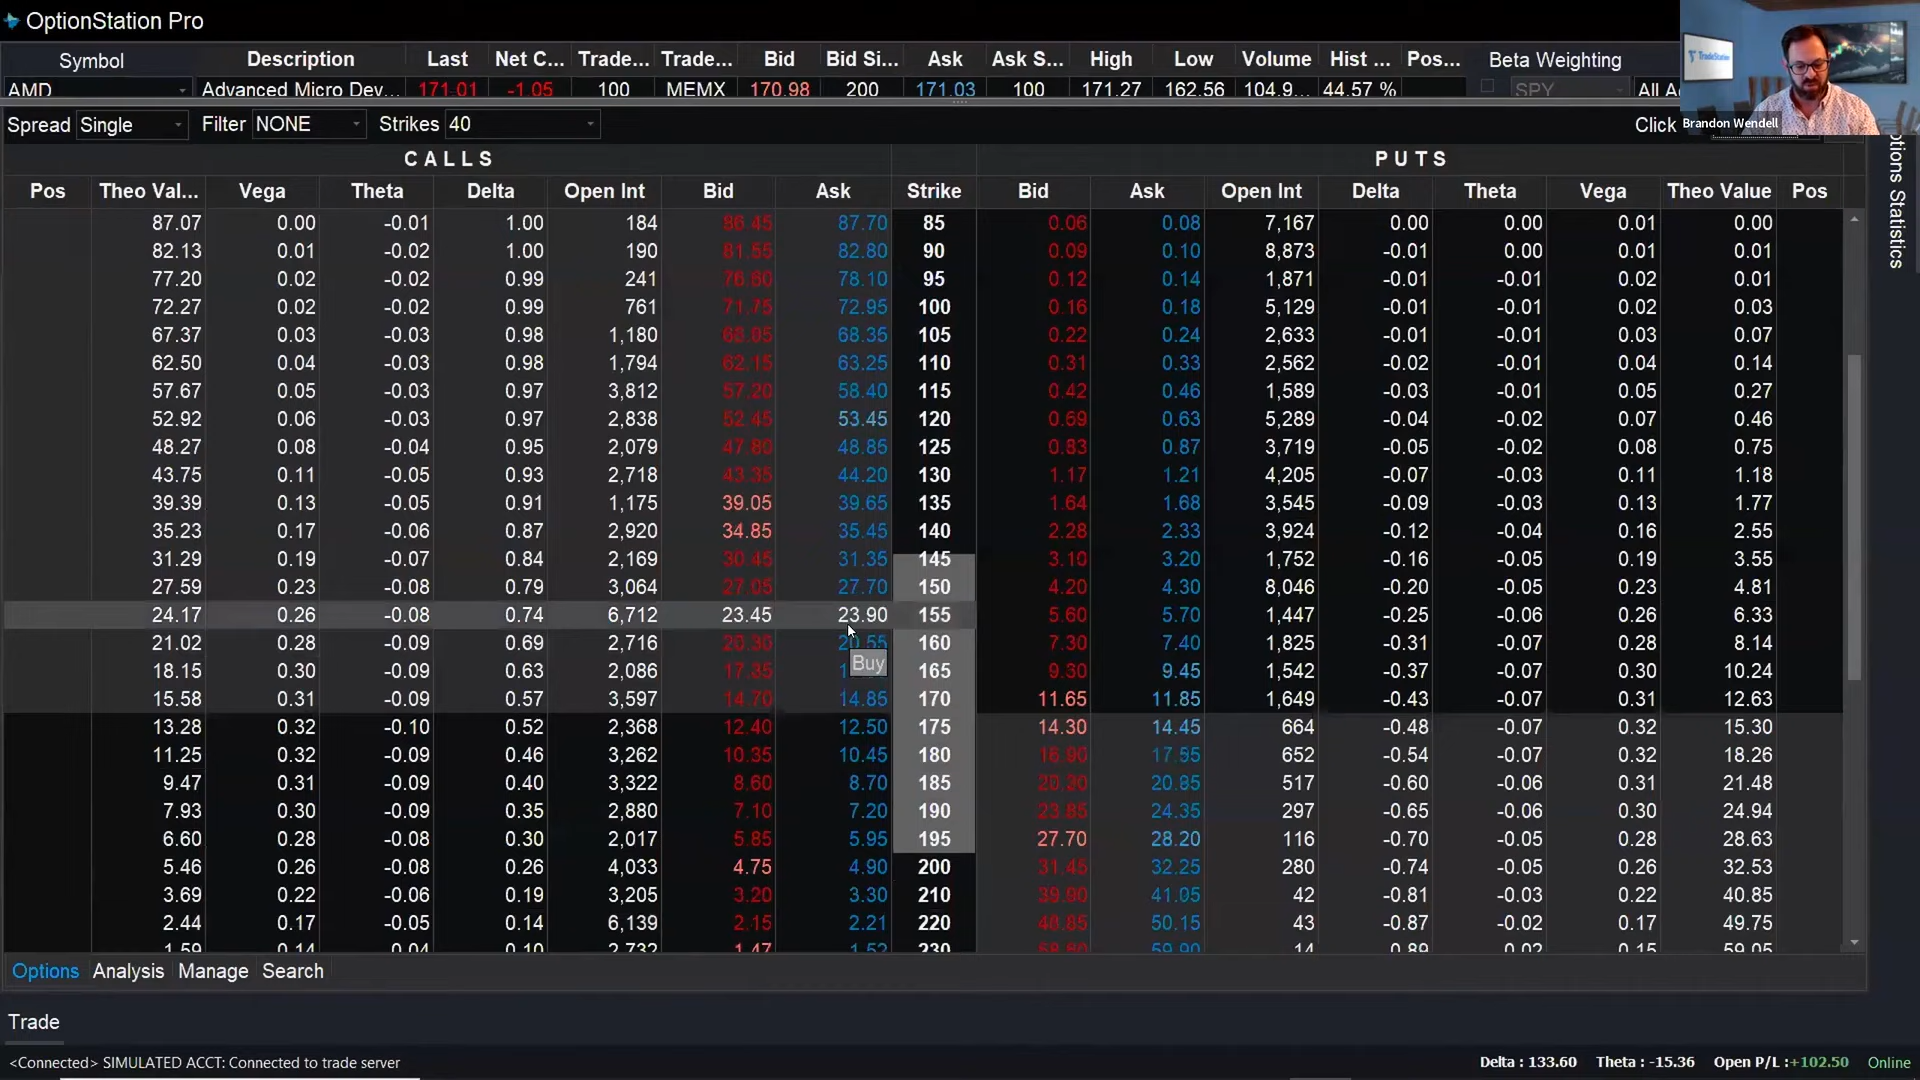 OptionStation Pro
Symbol Description Last Net C... Trade... Trade... Bid Bid Si... Ask Ask S... High Low Volume Hist ... Pos... Beta Weighting
AMD Advanced Micro Dev... 171.01 -1.05 100 MEMX 170.98 200 171.03 100 171.27 162.56 104.9... 44.57 % SPY
TradeStation
Spread Single Filter NONE Strikes 40 Click Brandon Wendell
CALLS PUTS
Pos Theo Val... Vega Theta Delta Open Int Bid Ask Strike Bid Ask Open Int Delta Theta Vega Theo Value Pos
87.07 0.00 -0.01 1.00 184 86.45 87.70 85 0.06 0.08 7,167 0.00 0.00 0.01 0.00
82.13 0.01 -0.02 1.00 190 81.55 82.80 90 0.09 0.10 8,873 -0.01 0.00 0.01 0.01
77.20 0.02 -0.02 0.99 241 76.60 78.10 95 0.12 0.14 1,871 -0.01 -0.01 0.02 0.01
72.27 0.02 -0.02 0.99 761 71.75 72.95 100 0.16 0.18 5,129 -0.01 -0.01 0.02 0.03
67.37 0.03 -0.03 0.98 1,180 68.35 105 0.22 0.24 2,633 -0.01 -0.01 0.03 0.07
62.50 0.04 -0.03 0.98 1,794 62.15 63.25 110 0.31 0.33 2,562 -0.02 -0.01 0.04 0.14
57.67 0.05 -0.03 0.97 3,812 57.20 58.40 115 0.42 0.46 1,589 -0.03 -0.01 0.05 0.27
52.92 0.06 -0.03 0.97 2,838 52.45 53.45 120 0.63 5,289 -0.04 -0.02 0.07 0.46
48.27 0.08 -0.04 0.95 2,079 47.80 48.85 125 0.83 0.87 3,719 -0.05 -0.02 0.08 0.75
43.75 0.11 -0.05 0.93 2,718 43.35 44.20 130 1.17 1.21 4,205 -0.07 -0.03 0.11 1.18
39.39 0.13 -0.05 0.91 1,175 39.05 39.65 135 1.64 1.68 3,545 -0.09 -0.03 0.13 1.77
35.23 0.17 -0.06 0.87 2,920 34.85 35.45 140 2.28 2.33 3,924 -0.12 -0.04 0.16 2.55
31.29 0.19 -0.07 0.84 2,169 30.45 31.35 145 3.10 3.20 1,752 -0.16 -0.05 0.19 3.55
27.59 0.23 -0.08 0.79 3,064 27.05 27.70 150 4.20 4.30 8,046 -0.20 -0.05 0.23 4.81
24.17 0.26 -0.08 0.74 6,712 23.45 23.90 155 5.60 5.70 1,447 -0.25 -0.06 0.26 6.33
21.02 0.28 -0.09 0.69 2,716 20.30 20.55 160 7.30 7.40 1,825 -0.31 -0.07 0.28 8.14
18.15 0.30 -0.09 0.63 2,086 17.35 165 9.30 9.45 1,542 -0.37 -0.07 0.30 10.24
Buy
15.58 0.31 -0.09 0.57 3,597 14.70 14.85 170 11.65 11.85 1,649 -0.43 -0.07 0.31 12.63
13.28 0.32 -0.10 0.52 2,368 12.40 12.50 175 14.30 14.45 664 -0.48 -0.07 0.32 15.30
11.25 0.32 -0.09 0.46 3,262 10.35 10.45 180 16.90 17.55 652 -0.54 -0.07 0.32 18.26
9.47 0.31 -0.09 0.40 3,322 8.60 8.70 185 20.85 517 -0.60 -0.06 0.31 21.48
7.93 0.30 -0.09 0.35 2,880 7.10 7.20 190 23.85 24.35 297 -0.65 -0.06 0.30 24.94
6.60 0.28 -0.08 0.30 2,017 5.85 5.95 195 27.70 28.20 116 -0.70 -0.05 0.28 28.63
5.46 0.26 -0.08 0.26 4,033 4.75 4.90 200 31.45 32.25 280 -0.74 -0.05 0.26 32.53
3.69 0.22 -0.06 0.19 3,205 3.20 3.30 210 39.90 41.05 42 -0.81 -0.03 0.22 40.85
2.44 0.17 -0.05 0.14 6,139 2.15 2.21 220 50.15 43 -0.87 -0.02 0.17 49.75
1.59 0.14 0.10 2,732 1.47 1.52 230 59.90 14 0.15 59.05
Options Analysis Manage Search
Trade
<Connected> SIMULATED ACCT: Connected to trade server Delta : 133.60 Theta : -15.36 Open P/L :+102.50 Online